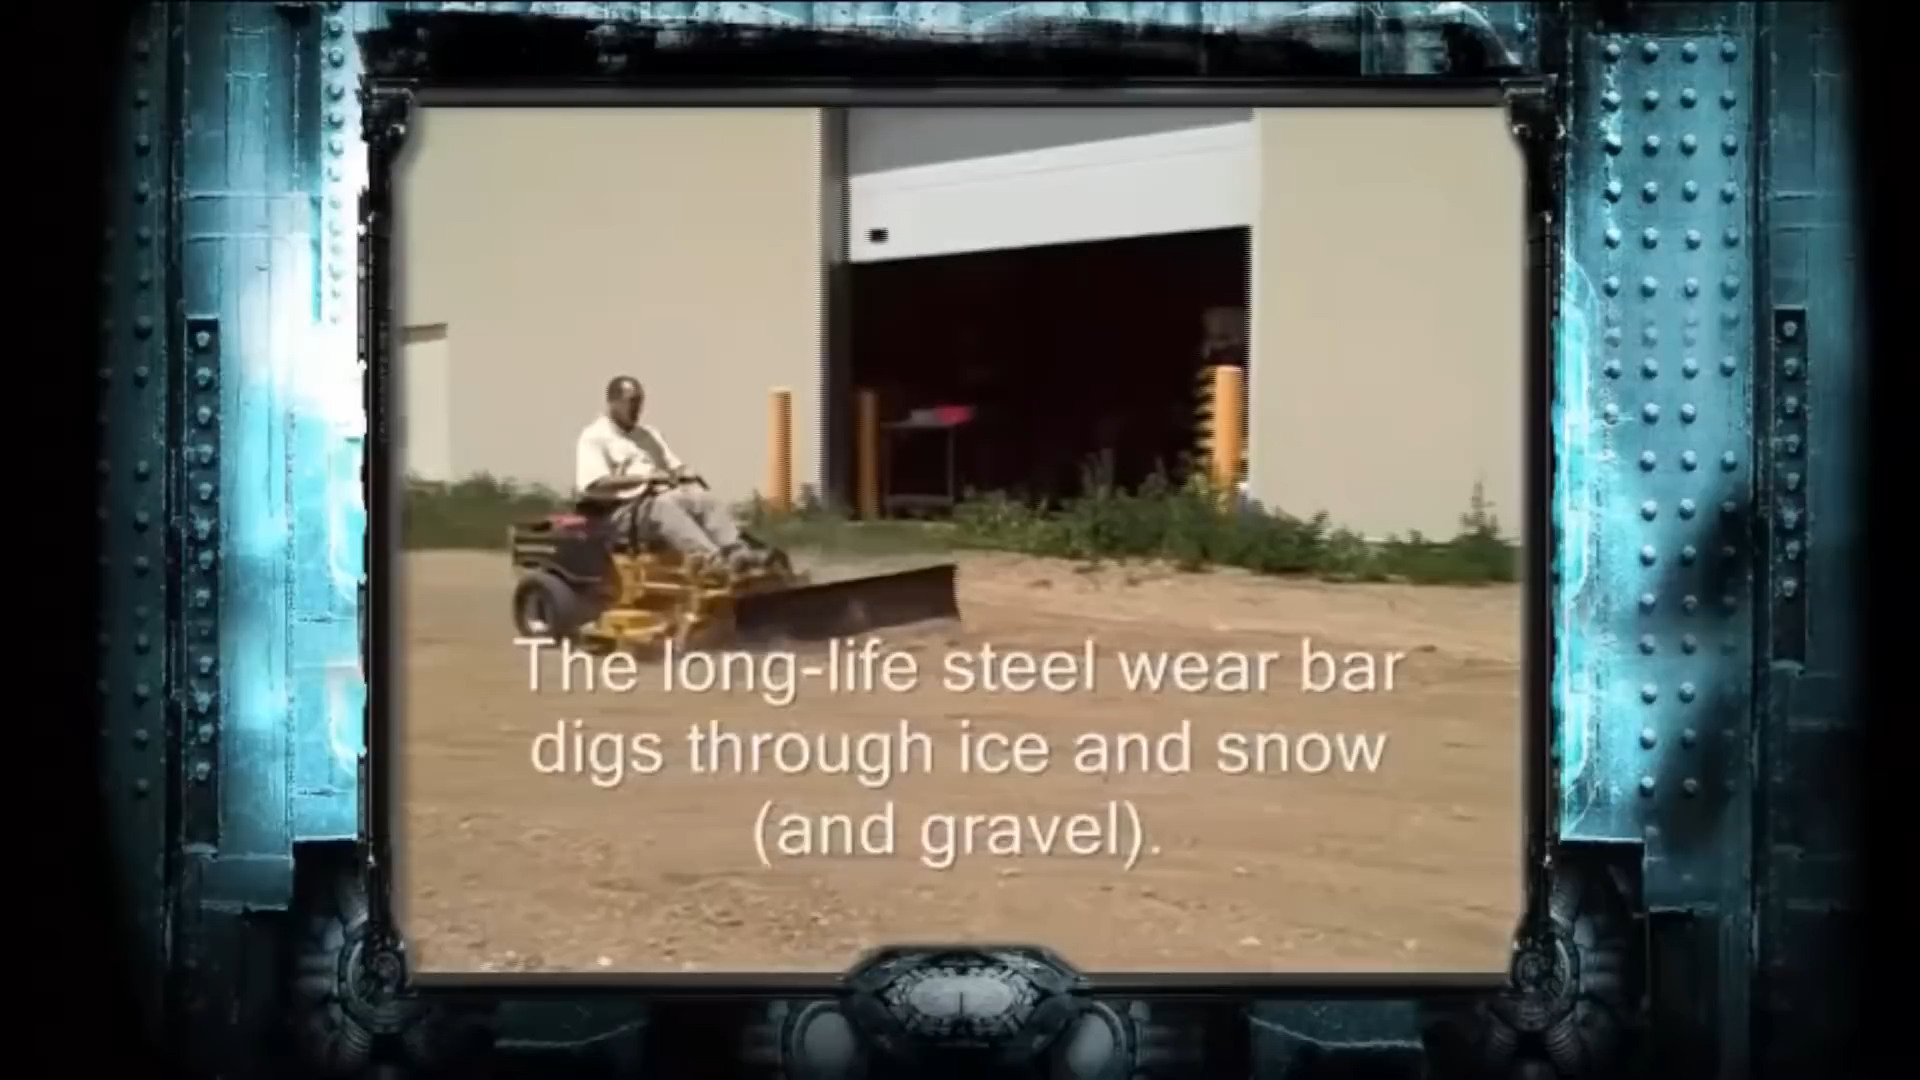 The long-life steel wear bar
digs through ice and snow
(and gravel).